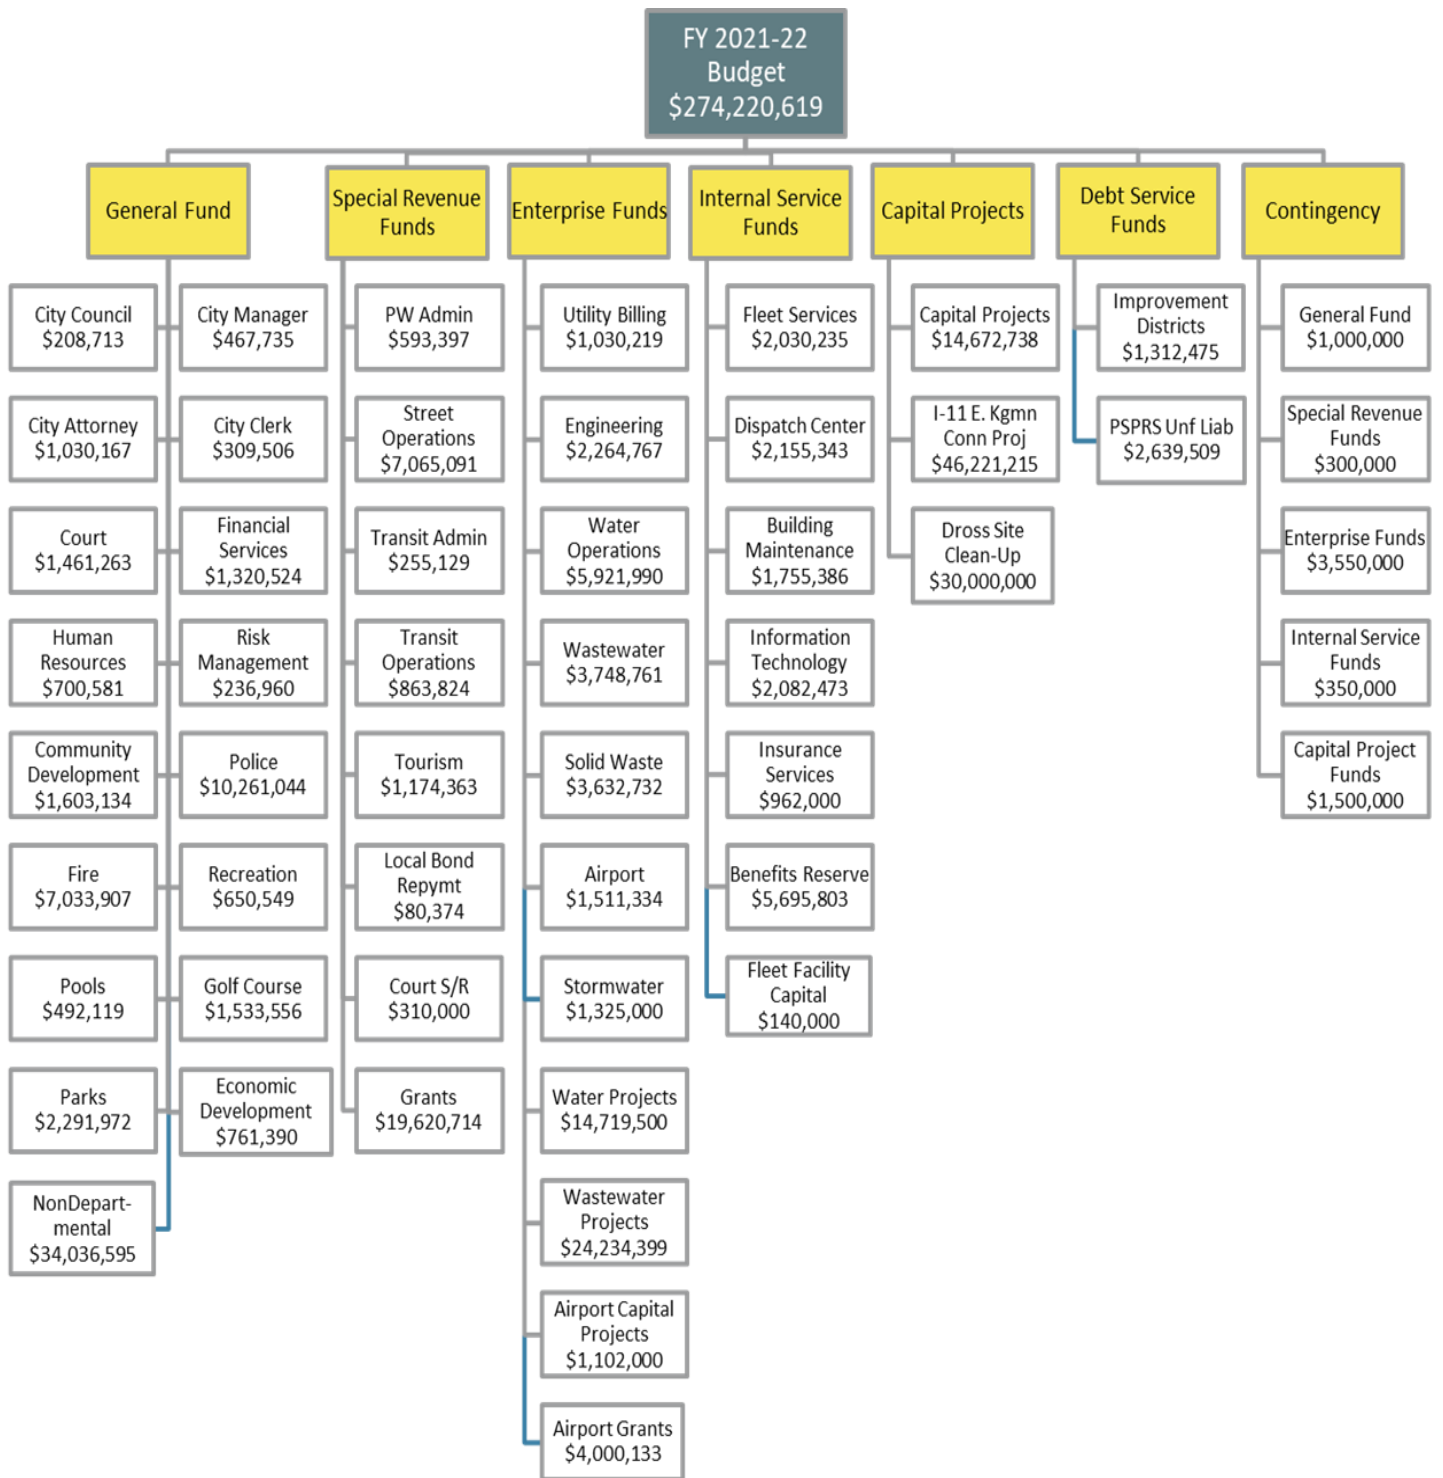 FY 2021-22
Budget
$274,220,619
General Fund
City Council
$208,713
City Manager
$467,735
City Attorney
$1,030,167
City Clerk
$309,506
Court
$1,461,263
Financial
Services
$1,320,524
Human
Resources
$700,581
Risk
Management
$236,960
Community
Development
$1,603,134
Police
$10,261,044
Fire
$7,033,907
Recreation
$650,549
Pools
$492,119
Golf Course
$1,533,556
Parks
$2,291,972
Economic
Development
$761,390
NonDepart-
mental
$34,036,595
Special Revenue
Funds
PW Admin
$593,397
Street
Operations
$7,065,091
Transit Admin
$255,129
Transit
Operations
$863,824
Tourism
$1,174,363
Local Bond
Repymt
$80,374
Court S/R
$310,000
Grants
$19,620,714
Enterprise Funds
Utility Billing
$1,030,219
Engineering
$2,264,767
Water
Operations
$5,921,990
Wastewater
$3,748,761
Solid Waste
$3,632,732
Airport
$1,511,334
Stormwater
$1,325,000
Water Projects
$14,719,500
Wastewater
Projects
$24,234,399
Airport Capital
Projects
$1,102,000
Airport Grants
$4,000,133
Internal Service
Funds
Fleet Services
$2,030,235
Dispatch Center
$2,155,343
Building
Maintenance
$1,755,386
Information
Technology
$2,082,473
Insurance
Services
$962,000
Benefits Reserve
$5,695,803
Fleet Facility
Capital
$140,000
Capital Projects
Capital Projects
$14,672,738
I-11 E. Kgmn
Conn Proj
$46,221,215
Dross Site
Clean-Up
$30,000,000
Debt Service
Funds
Improvement
Districts
$1,312,475
PSPRS Unf Liab
$2,639,509
Contingency
General Fund
$1,000,000
Special Revenue
Funds
$300,000
Enterprise Funds
$3,550,000
Internal Service
Funds
$350,000
Capital Project
Funds
$1,500,000